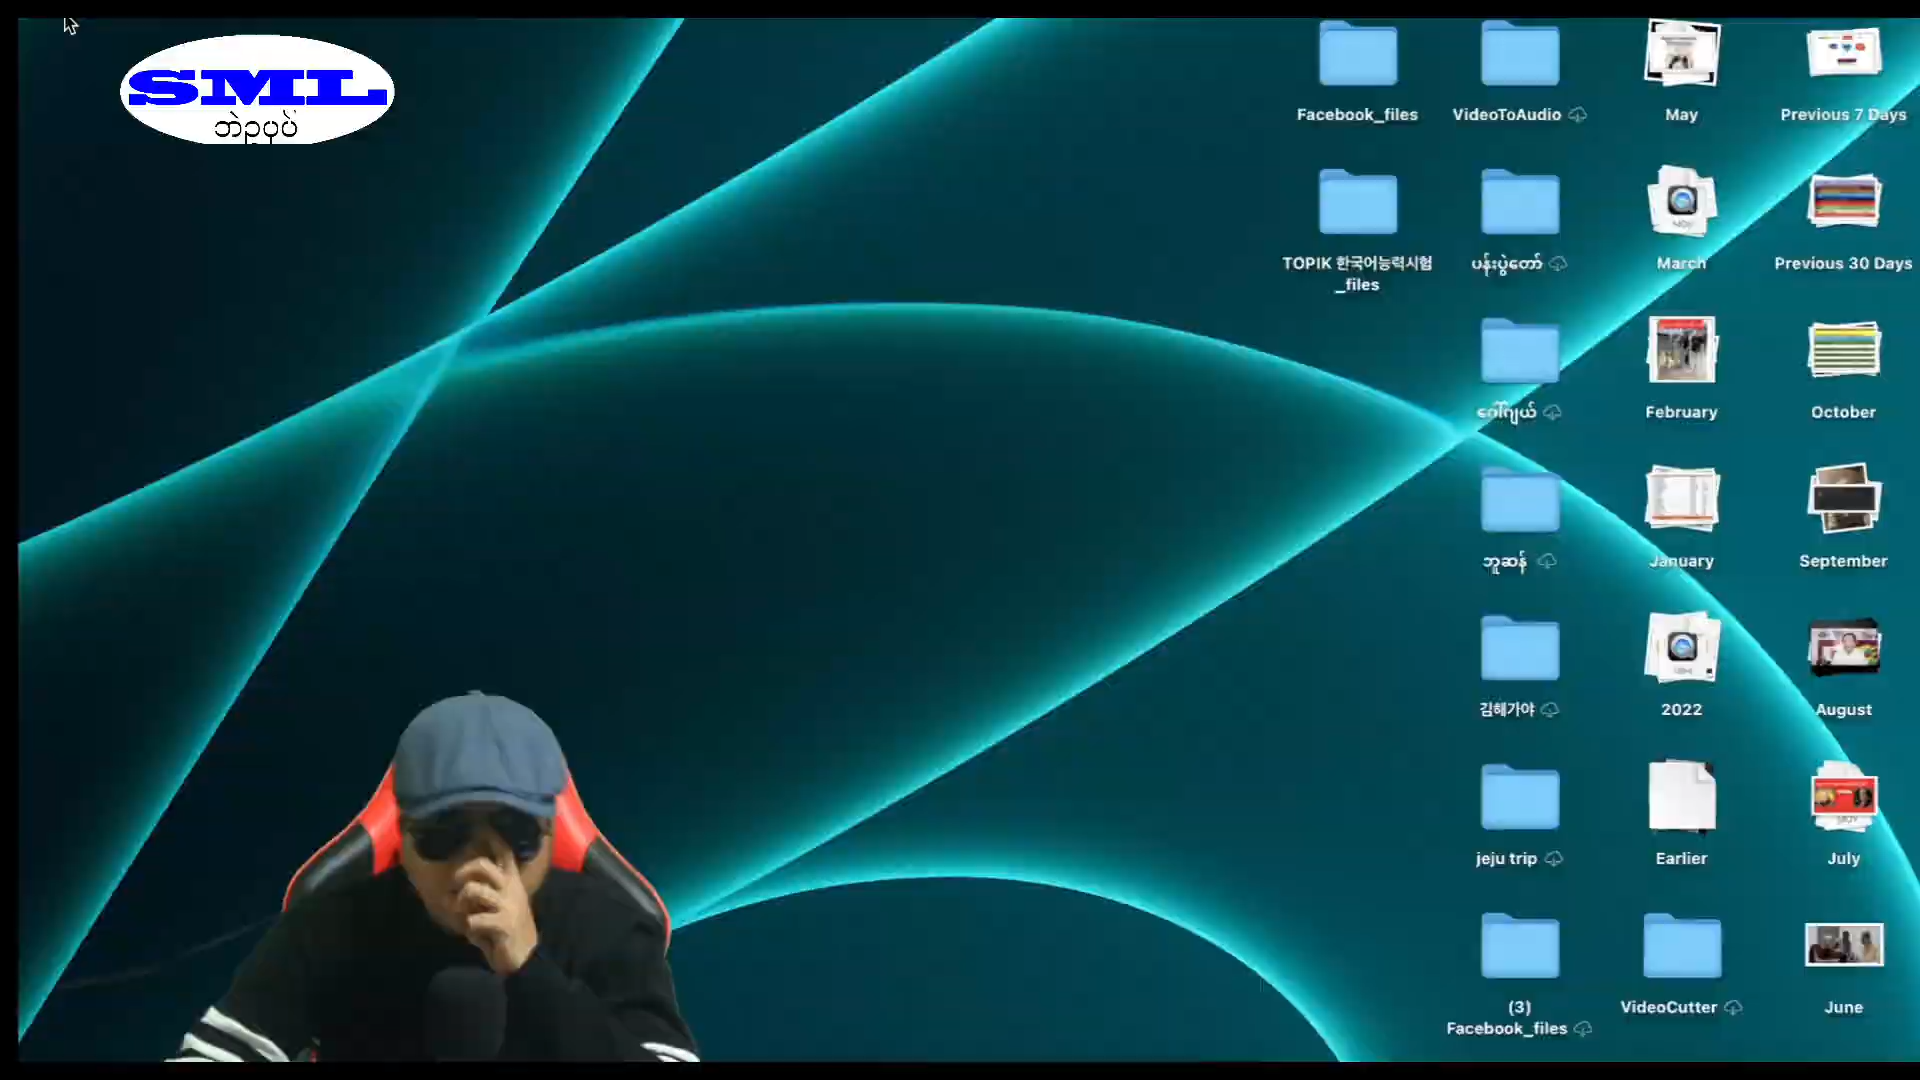 SML
ဘဲဥပုပ်
Facebook_files
VideoToAudio
May
Previous 7 Days
TOPIK 한국어능력시험
_files
ပန်းပွဲတော်
March
Previous 30 Days
ဂေါ်ဂျယ်
February
October
ဘူဆန်
January
September
김해가야
2022
August
jeju trip
Earlier
July
(3)
Facebook_files
VideoCutter
June